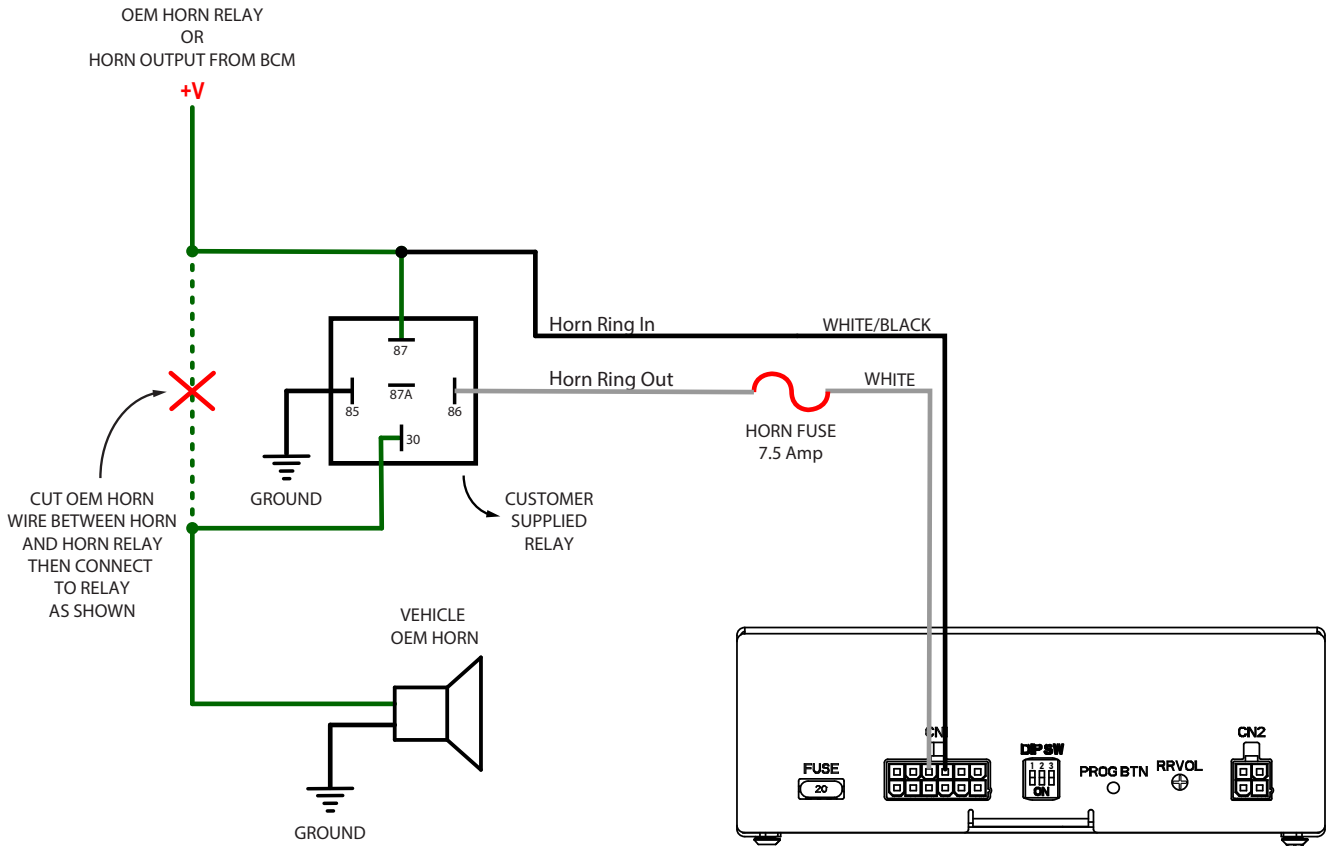 OEM HORN RELAY
OR
HORN OUTPUT FROM BCM
+V
Horn Ring In
WHITE/BLACK
87
87A
85
86
30
Horn Ring Out
WHITE
HORN FUSE
7.5 Amp
GROUND
CUSTOMER
SUPPLIED
RELAY
CUT OEM HORN
WIRE BETWEEN HORN
AND HORN RELAY
THEN CONNECT
TO RELAY
AS SHOWN
VEHICLE
OEM HORN
GROUND
FUSE
20
CN1
DIP SW
1 2 3
ON
PROG BTN
RRVOL
CN2